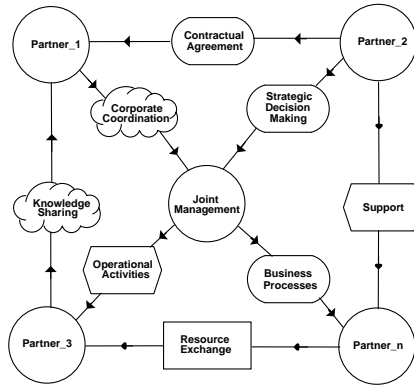 Partner_1
Contractual
Agreement
Partner_2
Corporate
Coordination
Strategic
Decision
Making
Knowledge
Sharing
Joint
Management
Support
Operational
Activities
Business
Processes
Partner_3
Resource
Exchange
Partner_n